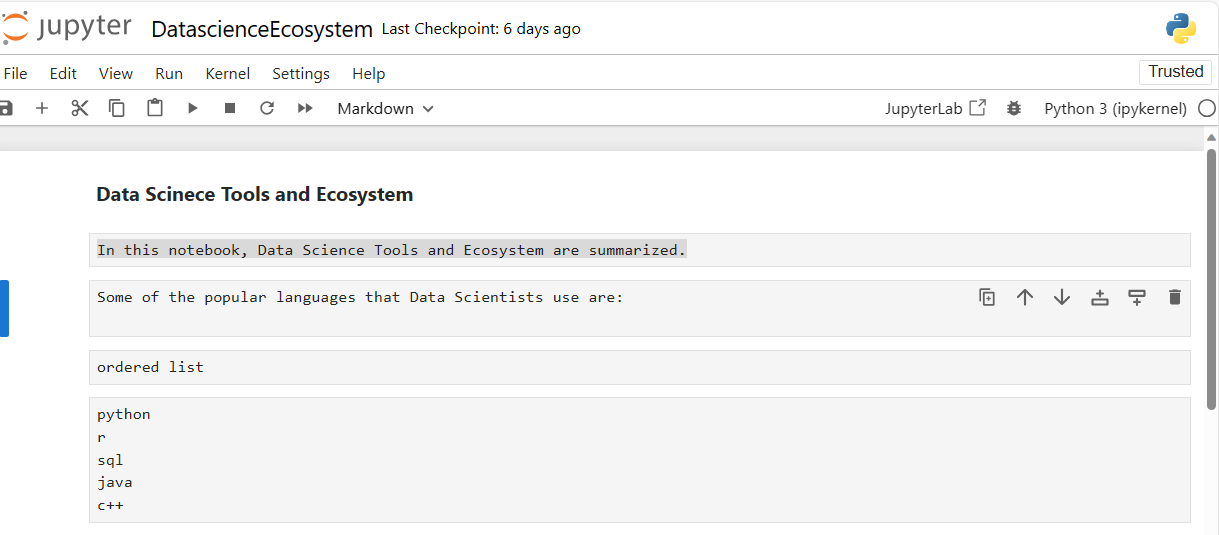 jupyter DatascienceEcosystem Last Checkpoint: 6 days ago
File Edit View Run Kernel Settings Help Trusted
Markdown JupyterLab Python 3 (ipykernel)
Data Scinece Tools and Ecosystem
In this notebook, Data Science Tools and Ecosystem are summarized.
Some of the popular languages that Data Scientists use are:
ordered list
python
r
sql
java
c++